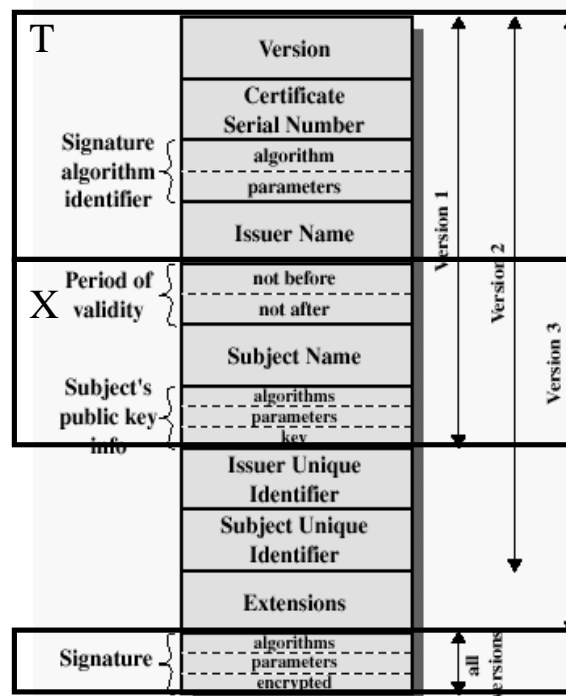 T
Version
Certificate
Serial Number
Signature
algorithm
identifier
algorithm
parameters
Issuer Name
Period of
validity
not before
not after
X
Subject Name
Subject's
public key
info
algorithms
parameters
key
Issuer Unique
Identifier
Subject Unique
Identifier
Extensions
Signature
algorithms
parameters
encrypted
Version 1
Version 2
Version 3
all
versions